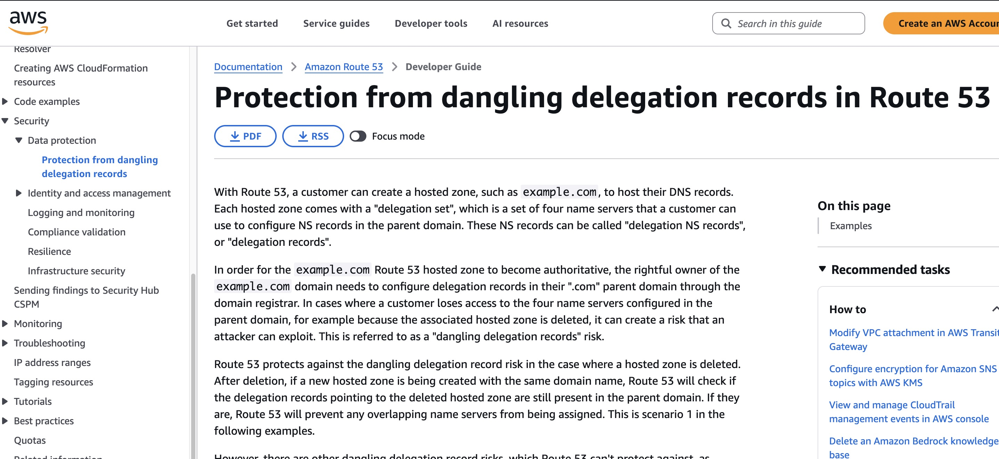 aws
Get started
Service guides
Developer tools
AI resources
Search in this guide
Create an AWS
Resolver
Creating AWS CloudFormation
resources
Code examples
Security
Data protection
Protection from dangling
delegation records
Identity and access management
Logging and monitoring
Compliance validation
Resilience
Infrastructure security
Sending findings to Security Hub
CSPM
Monitoring
Troubleshooting
IP address ranges
Tagging resources
Tutorials
Best practices
Quotas
Related information
Documentation > Amazon Route 53 > Developer Guide
Protection from dangling delegation records in Route 53
PDF
RSS
Focus mode
With Route 53, a customer can create a hosted zone, such as example.com, to host their DNS records.
Each hosted zone comes with a "delegation set", which is a set of four name servers that a customer can
use to configure NS records in the parent domain. These NS records can be called "delegation NS records",
or "delegation records".
In order for the example.com Route 53 hosted zone to become authoritative, the rightful owner of the
example.com domain needs to configure delegation records in their ".com" parent domain through the
domain registrar. In cases where a customer loses access to the four name servers configured in the
parent domain, for example because the associated hosted zone is deleted, it can create a risk that an
attacker can exploit. This is referred to as a "dangling delegation records" risk.
Route 53 protects against the dangling delegation record risk in the case where a hosted zone is deleted.
After deletion, if a new hosted zone is being created with the same domain name, Route 53 will check if
the delegation records pointing to the deleted hosted zone are still present in the parent domain. If they
are, Route 53 will prevent any overlapping name servers from being assigned. This is scenario 1 in the
following examples.
However, there are other dangling delegation record risks, which Route 53 can't protect against, as
On this page
Examples
Recommended tasks
How to
Modify VPC attachment in AWS Transit
Gateway
Configure encryption for Amazon SNS
topics with AWS KMS
View and manage CloudTrail
management events in AWS console
Delete an Amazon Bedrock knowledge
base